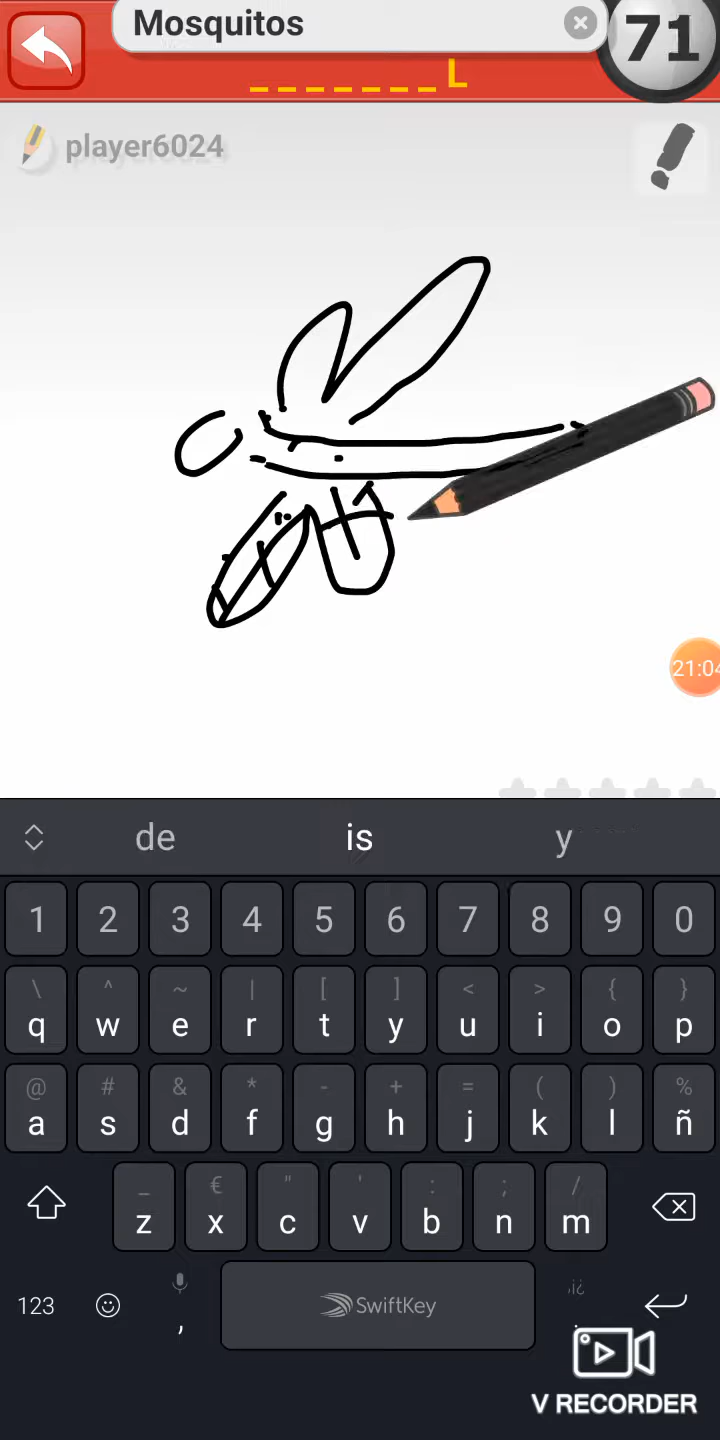 Mosquitos
71
_ _ _ _ _ _ _ L
player6024
21:04
de is y
1 2 3 4 5 6 7 8 9 0
\ ^ ~ | [ ] < > { }
q w e r t y u i o p
@ # & * - + = ( ) %
a s d f g h j k l ñ
_ € " ' : ; /
z x c v b n m
123 , SwiftKey ,¡¿ .
V RECORDER